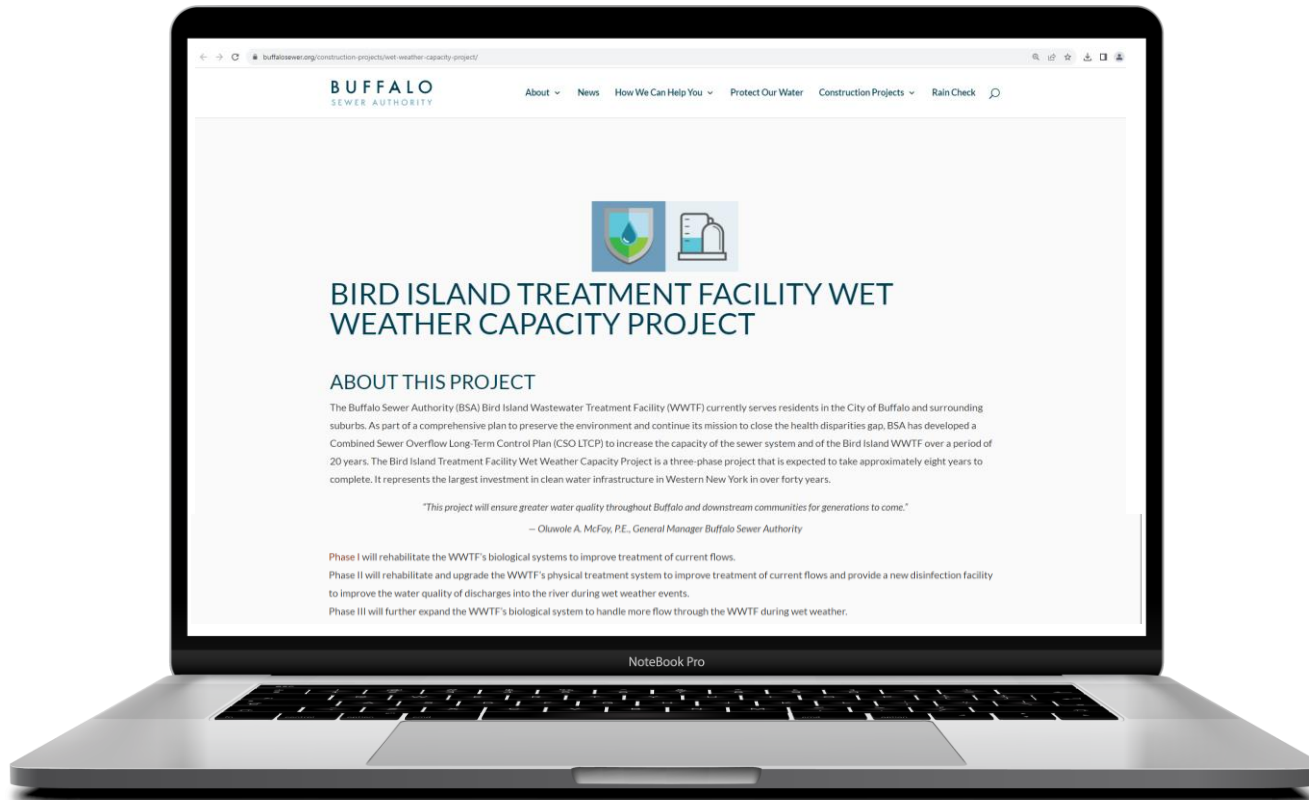 buffalosewer.org/construction-projects/wet-weather-capacity-project/
BUFFALO
SEWER AUTHORITY
About News How We Can Help You Protect Our Water Construction Projects Rain Check
BIRD ISLAND TREATMENT FACILITY WET
WEATHER CAPACITY PROJECT
ABOUT THIS PROJECT
The Buffalo Sewer Authority (BSA) Bird Island Wastewater Treatment Facility (WWTF) currently serves residents in the City of Buffalo and surrounding
suburbs. As part of a comprehensive plan to preserve the environment and continue its mission to close the health disparities gap, BSA has developed a
Combined Sewer Overflow Long-Term Control Plan (CSO LTCP) to increase the capacity of the sewer system and of the Bird Island WWTF over a period of
20 years. The Bird Island Treatment Facility Wet Weather Capacity Project is a three-phase project that is expected to take approximately eight years to
complete. It represents the largest investment in clean water infrastructure in Western New York in over forty years.
"This project will ensure greater water quality throughout Buffalo and downstream communities for generations to come."
— Oluwole A. McFoy, P.E., General Manager Buffalo Sewer Authority
Phase I will rehabilitate the WWTF's biological systems to improve treatment of current flows.
Phase II will rehabilitate and upgrade the WWTF's physical treatment system to improve treatment of current flows and provide a new disinfection facility
to improve the water quality of discharges into the river during wet weather events.
Phase III will further expand the WWTF's biological system to handle more flow through the WWTF during wet weather.
NoteBook Pro